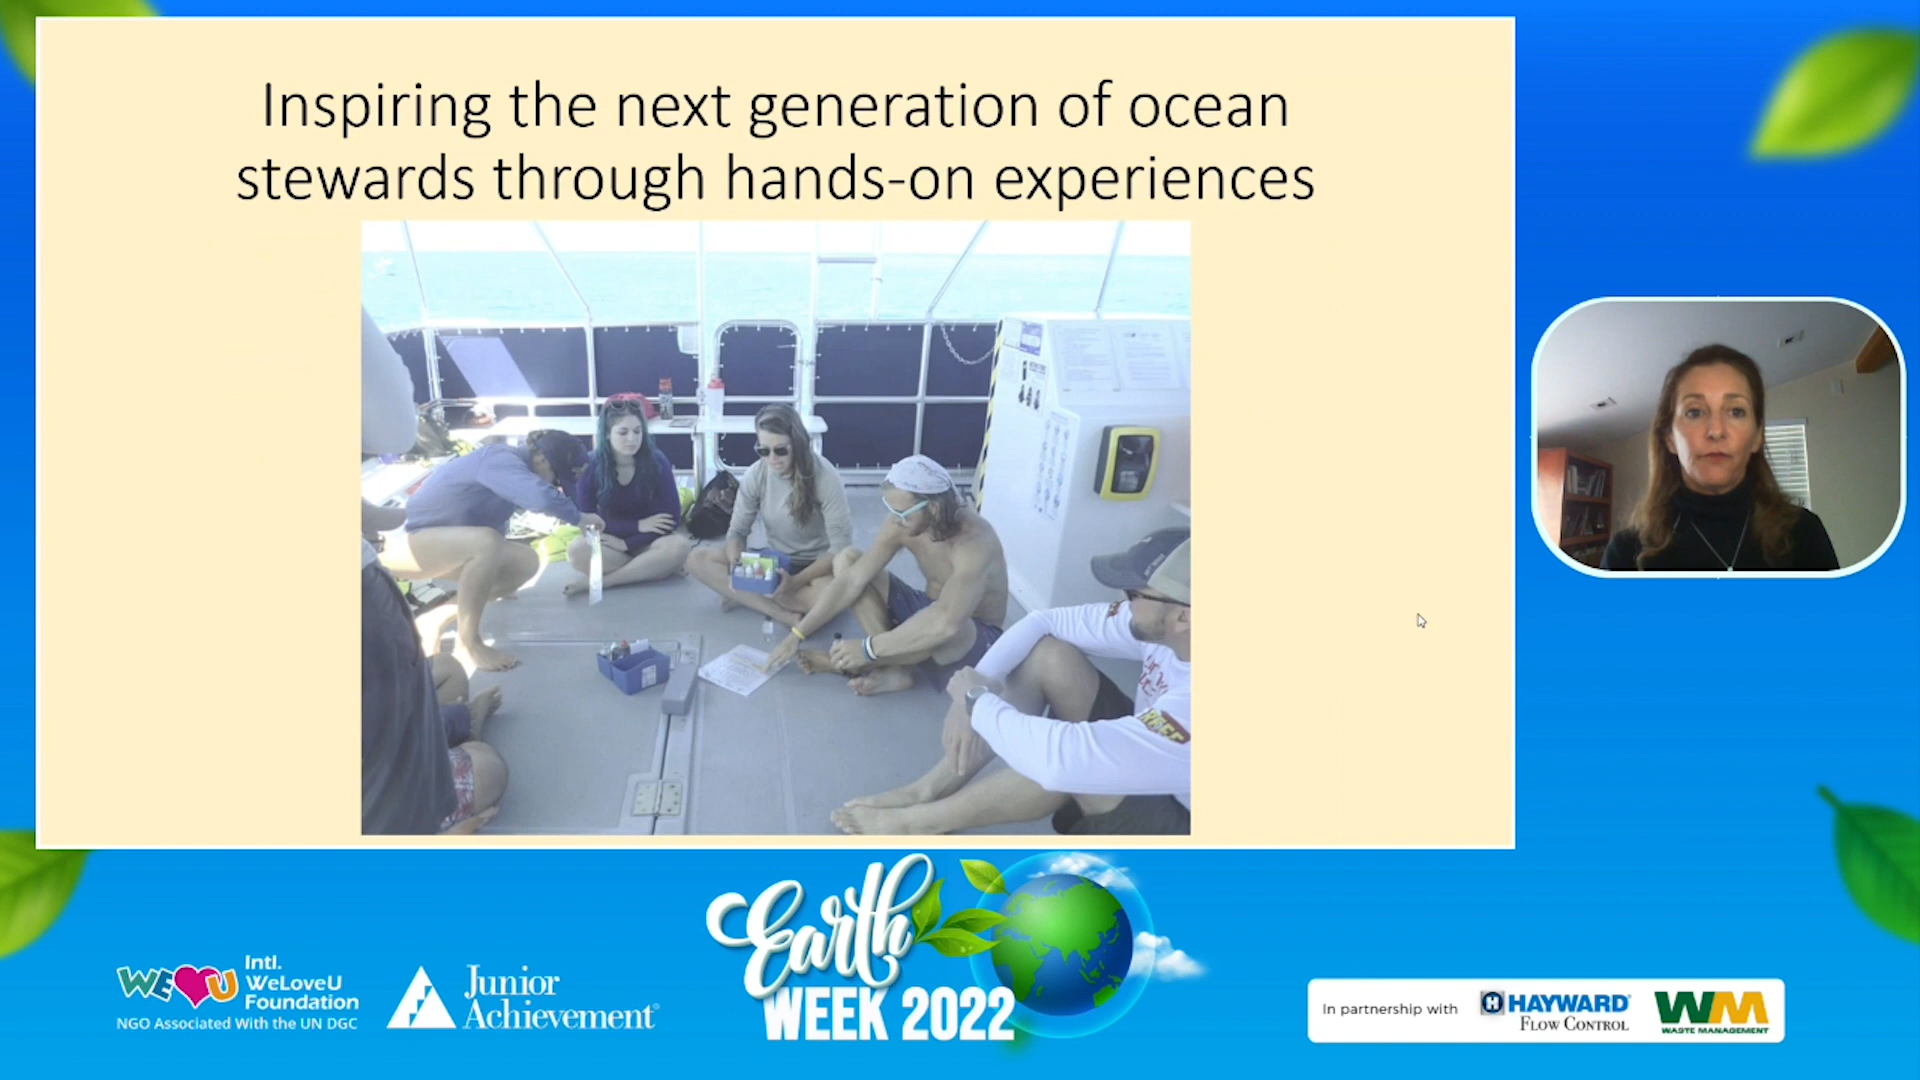 Inspiring the next generation of ocean
stewards through hands-on experiences
WE U
Intl.
WeLoveU
Foundation
NGO Associated With the UN DGC
Junior
Achievement®
Earth
WEEK 2022
In partnership with
H HAYWARD®
FLOW CONTROL
WM
WASTE MANAGEMENT